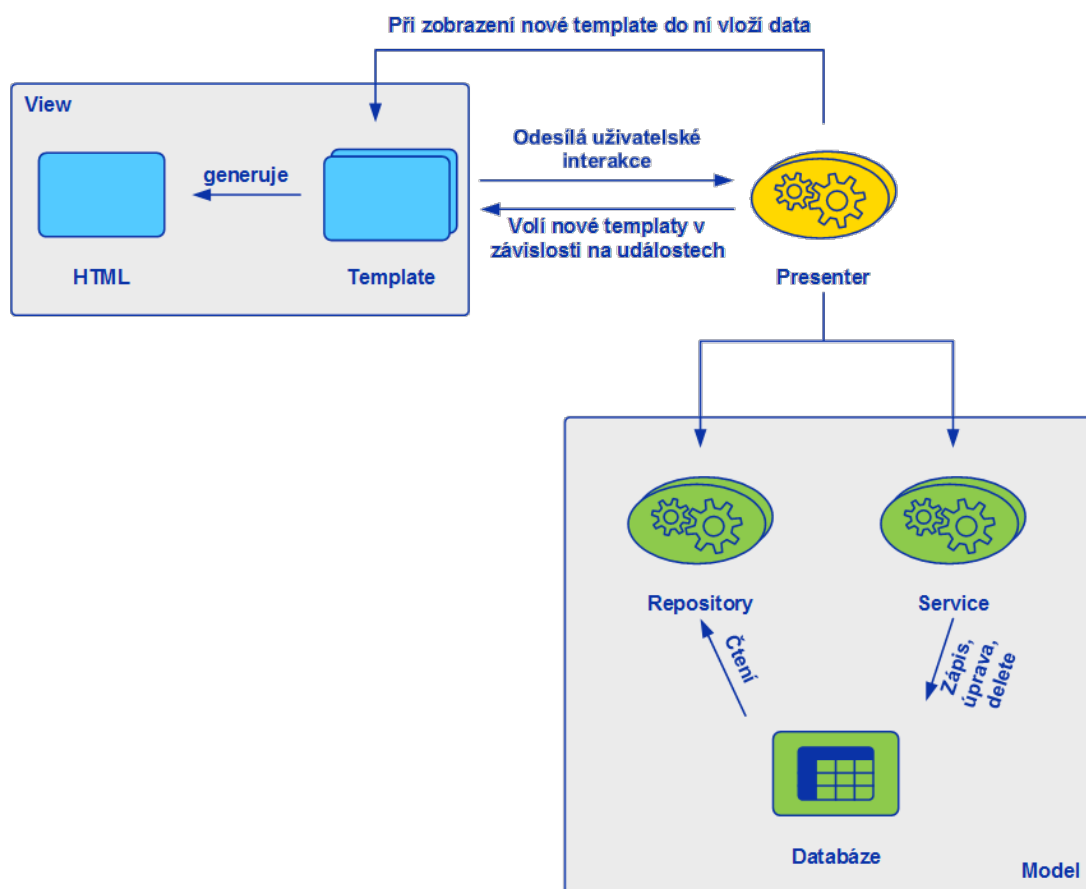 Při zobrazení nové template do ní vloží data
View
Odesílá uživatelské
interakce
generuje
Volí nové templaty v
závislosti na událostech
HTML
Template
Presenter
Repository
Service
Čtení
Zápis,
úprava,
delete
Databáze
Model